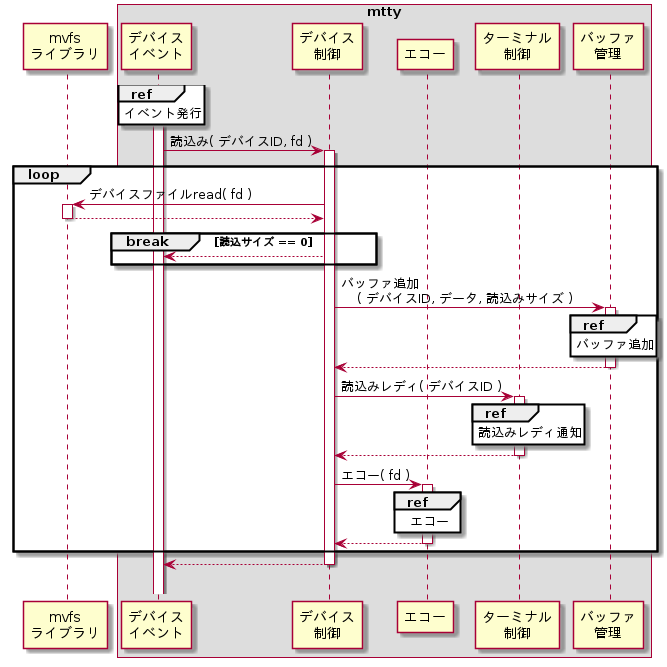 mtty
mvfs
ライブラリ
デバイス
イベント
デバイス
制御
エコー
ターミナル
制御
バッファ
管理
ref
イベント発行
読込み( デバイスID, fd )
loop
デバイスファイルread( fd )
break [読込サイズ == 0]
バッファ追加
( デバイスID, データ, 読込みサイズ )
ref
バッファ追加
読込みレディ( デバイスID )
ref
読込みレディ通知
エコー( fd )
ref
エコー
mvfs
ライブラリ
デバイス
イベント
デバイス
制御
エコー
ターミナル
制御
バッファ
管理